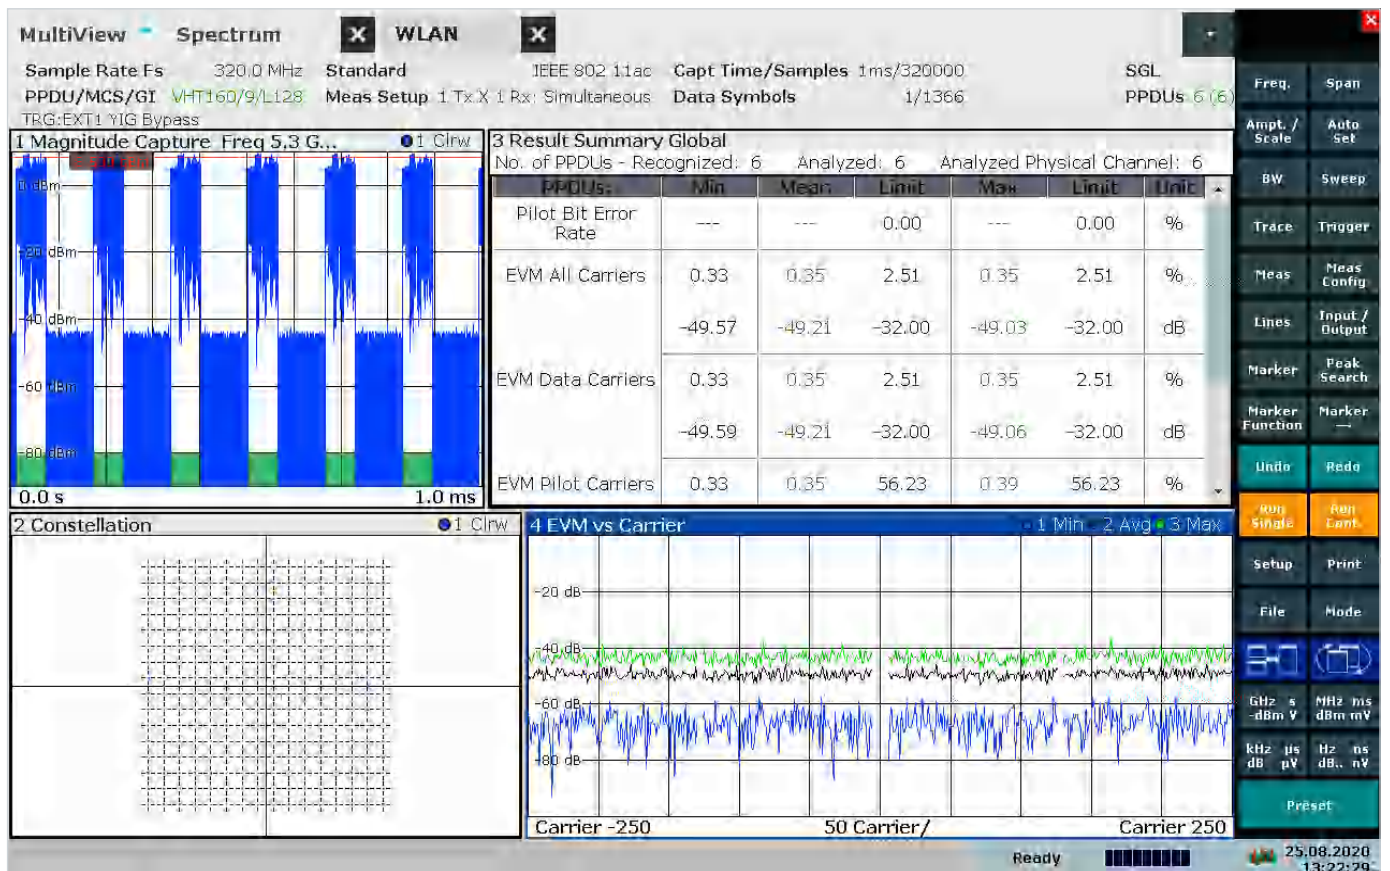 MultiView Spectrum X WLAN X
Sample Rate Fs 320.0 MHz Standard IEEE 802.11ac Capt Time/Samples 1ms/320000 SGL
PPDU/MCS/GI VHT160/9/L128 Meas Setup 1 Tx X 1 Rx: Simultaneous Data Symbols 1/1366 PPDUs 6 (6)
TRG:EXT1 YIG Bypass
1 Magnitude Capture Freq 5.3 G... 1 Clrw
0 dBm
-20 dBm
-40 dBm
-60 dBm
-80 dBm
0.0 s 1.0 ms
3 Result Summary Global
No. of PPDUs - Recognized: 6 Analyzed: 6 Analyzed Physical Channel: 6
PPDUs: Min Mean Limit Max Limit Unit
Pilot Bit Error Rate --- --- 0.00 --- 0.00 %
EVM All Carriers 0.33 0.35 2.51 0.35 2.51 %
-49.57 -49.21 -32.00 -49.03 -32.00 dB
EVM Data Carriers 0.33 0.35 2.51 0.35 2.51 %
-49.59 -49.21 -32.00 -49.06 -32.00 dB
EVM Pilot Carriers 0.33 0.35 56.23 0.39 56.23 %
2 Constellation 1 Clrw
4 EVM vs Carrier 1 Min 2 Avg 3 Max
-20 dB
-40 dB
-60 dB
-80 dB
Carrier -250 50 Carrier/ Carrier 250
Freq. Span
Ampt. / Scale Auto Set
BW Sweep
Trace Trigger
Meas Meas Config
Lines Input / Output
Marker Peak Search
Marker Function Marker →
Undo Redo
Run Single Run Cont.
Setup Print
File Mode
GHz s -dBm V MHz ms dBm mV
kHz µs dB µV Hz ns dB.. nV
Preset
Ready 25.08.2020
13:22:29